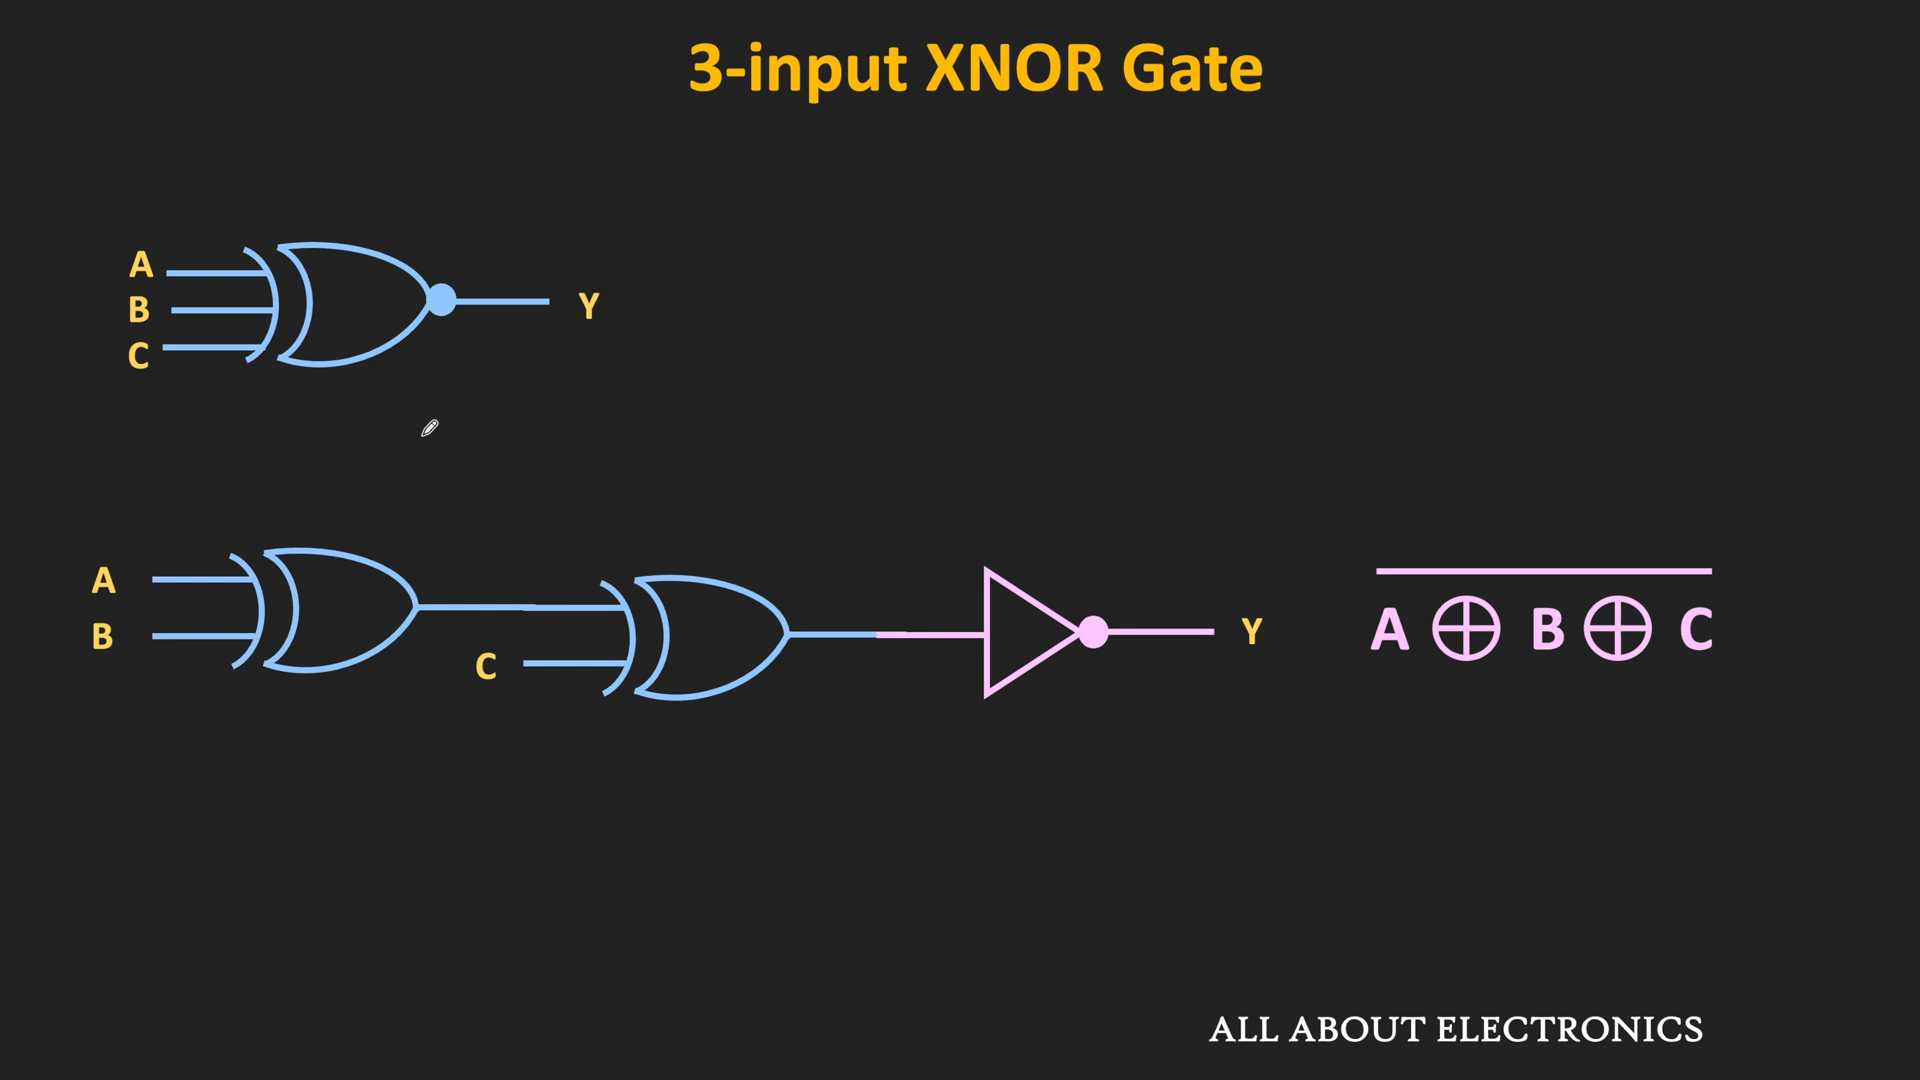 3-input XNOR Gate
A
B
C
Y
A
B
C
Y
A ⊕ B ⊕ C
ALL ABOUT ELECTRONICS